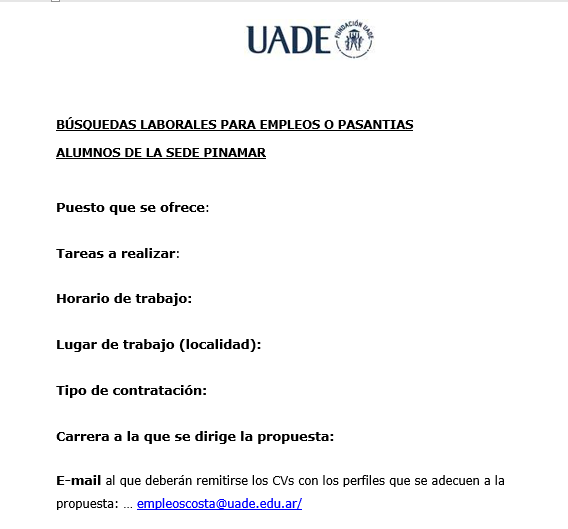 UADE
FUNDACIÓN UADE
BÚSQUEDAS LABORALES PARA EMPLEOS O PASANTIAS
ALUMNOS DE LA SEDE PINAMAR
Puesto que se ofrece:
Tareas a realizar:
Horario de trabajo:
Lugar de trabajo (localidad):
Tipo de contratación:
Carrera a la que se dirige la propuesta:
E-mail al que deberán remitirse los CVs con los perfiles que se adecuen a la
propuesta: … empleoscosta@uade.edu.ar/